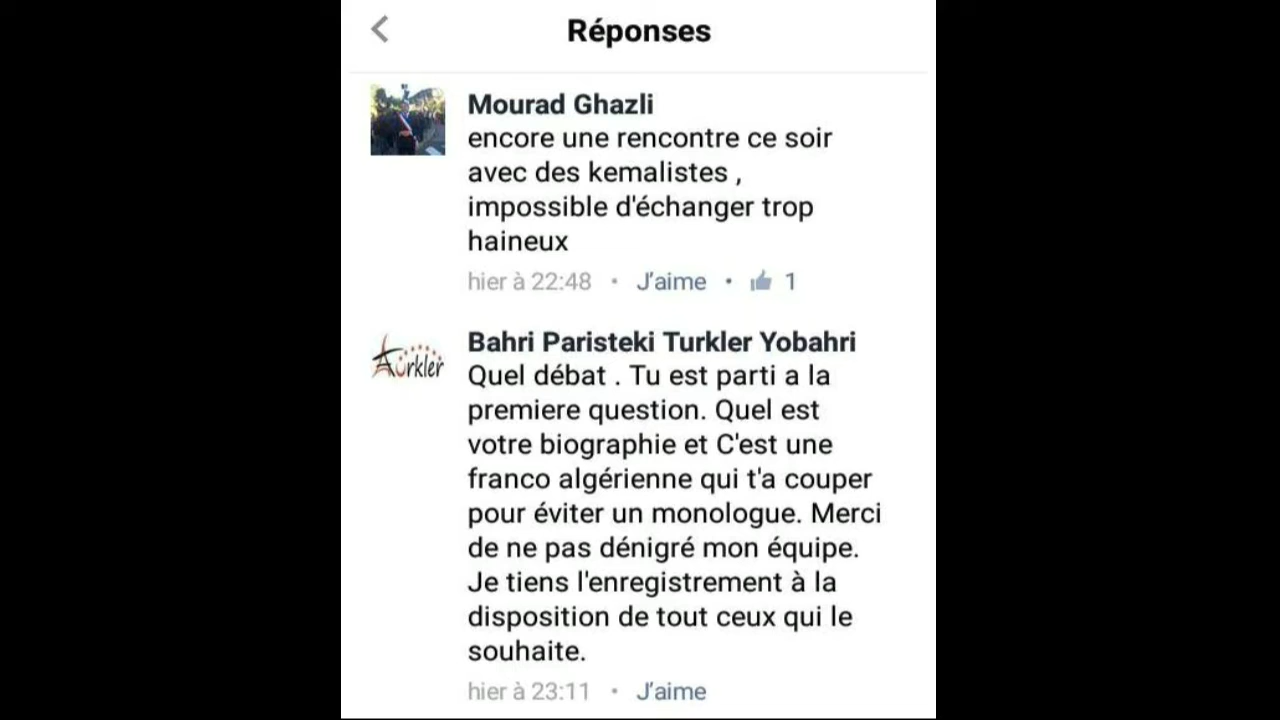 Réponses
Mourad Ghazli
encore une rencontre ce soir
avec des kemalistes ,
impossible d'échanger trop
haineux
hier à 22:48 • J'aime • 1
Aturkler
Bahri Paristeki Turkler Yobahri
Quel débat . Tu est parti a la
premiere question. Quel est
votre biographie et C'est une
franco algérienne qui t'a couper
pour éviter un monologue. Merci
de ne pas dénigré mon équipe.
Je tiens l'enregistrement à la
disposition de tout ceux qui le
souhaite.
hier à 23:11 • J'aime